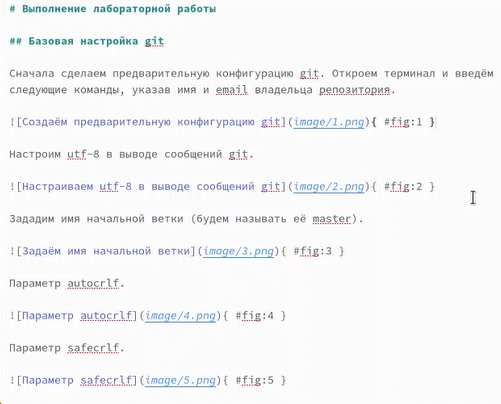 # Выполнение лабораторной работы
## Базовая настройка git
Сначала сделаем предварительную конфигурацию git. Откроем терминал и введём
следующие команды, указав имя и email владельца репозитория.
![Создаём предварительную конфигурацию git](image/1.png){ #fig:1 }
Настроим utf-8 в выводе сообщений git.
![Настраиваем utf-8 в выводе сообщений git](image/2.png){ #fig:2 }
Зададим имя начальной ветки (будем называть её master).
![Задаём имя начальной ветки](image/3.png){ #fig:3 }
Параметр autocrlf.
![Параметр autocrlf](image/4.png){ #fig:4 }
Параметр safecrlf.
![Параметр safecrlf](image/5.png){ #fig:5 }